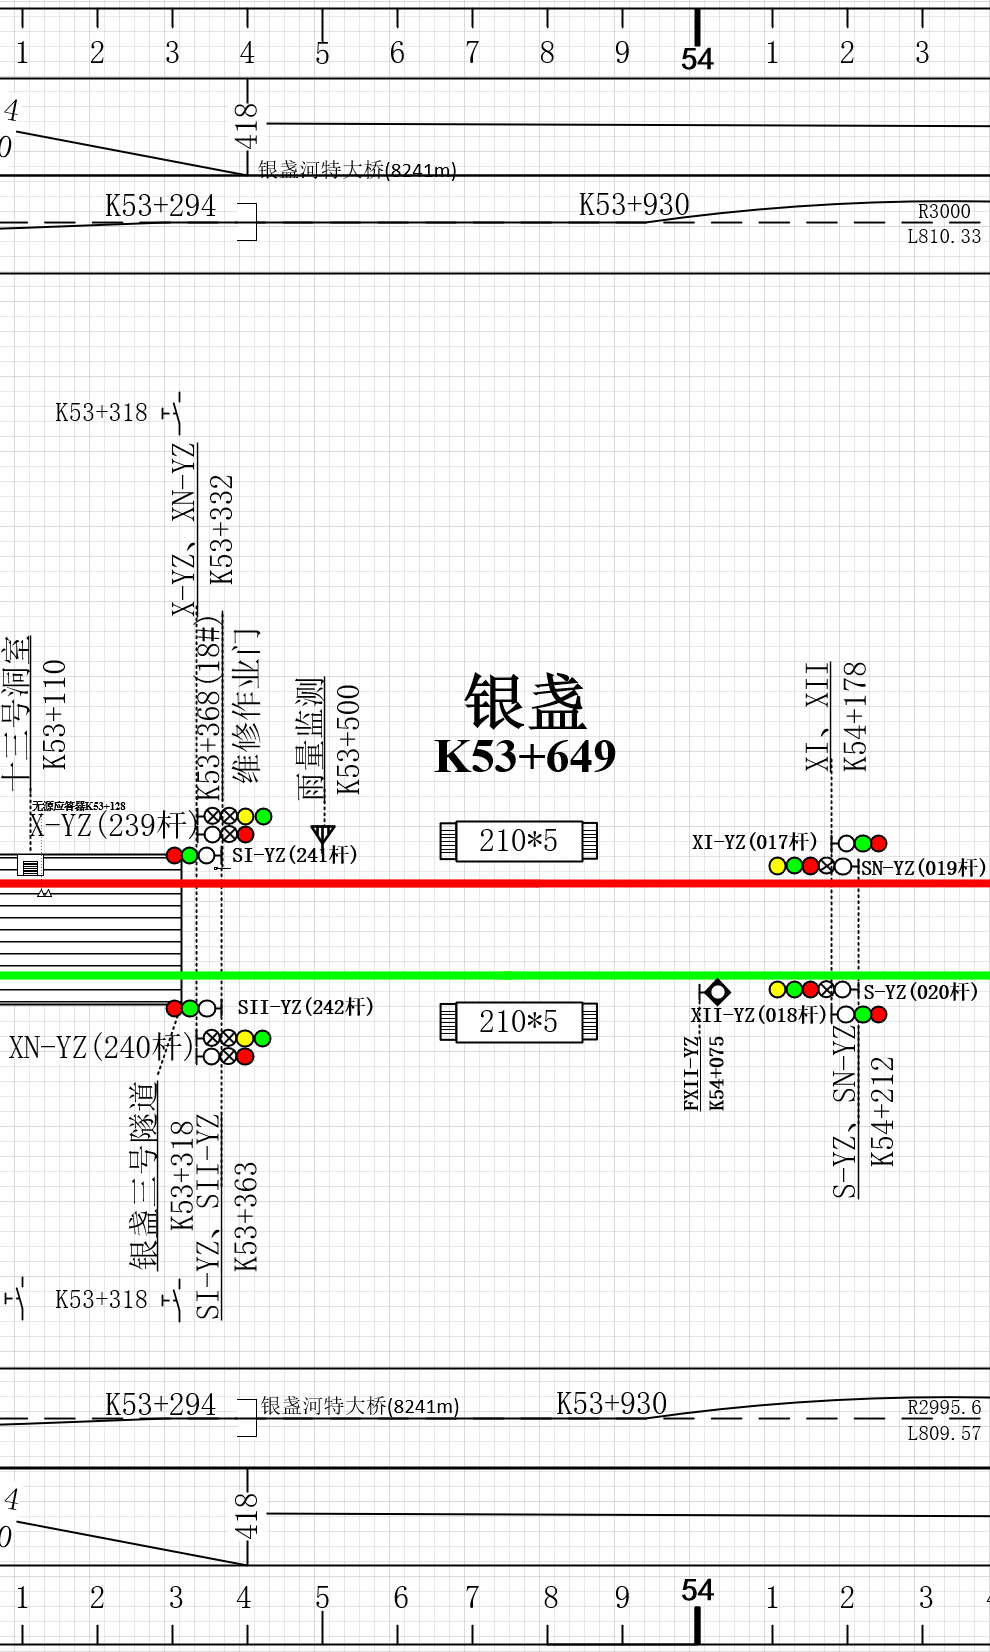 1 2 3 4 5 6 7 8 9 54 1 2 3
4
0
418
银盏河特大桥(8241m)
K53+294
K53+930
R3000
L810.33
K53+318
X-YZ、XN-YZ
K53+332
K53+368(18#)
维修作业门
十三号洞室
K53+110
雨量监测
K53+500
银盏
K53+649
XI、XII
K54+178
无源应答器K53+128
X-YZ(239杆)
SI-YZ(241杆)
210*5
XI-YZ(017杆)
SN-YZ(019杆)
SII-YZ(242杆)
210*5
S-YZ(020杆)
XII-YZ(018杆)
XN-YZ(240杆)
FXII-YZ
K54+075
银盏三号隧道
K53+318
SI-YZ、SII-YZ
K53+363
S-YZ、SN-YZ
K54+212
K53+318
K53+294
银盏河特大桥(8241m)
K53+930
R2995.6
L809.57
4
0
418
1 2 3 4 5 6 7 8 9 54 1 2 3